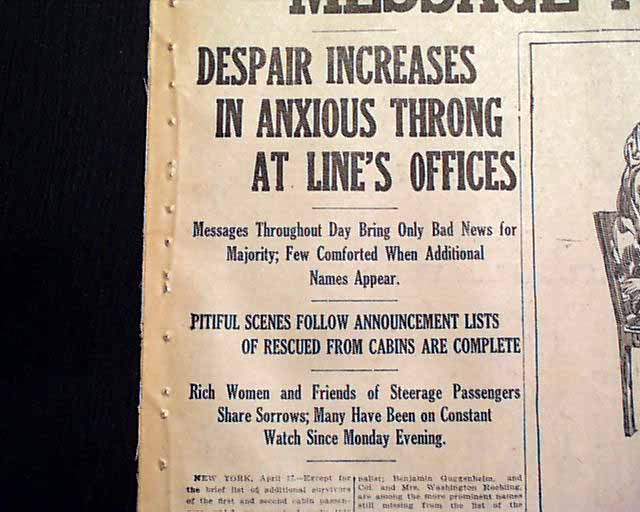 MESSAGE
DESPAIR INCREASES
IN ANXIOUS THRONG
AT LINE'S OFFICES
Messages Throughout Day Bring Only Bad News for
Majority; Few Comforted When Additional
Names Appear.
PITIFUL SCENES FOLLOW ANNOUNCEMENT LISTS
OF RESCUED FROM CABINS ARE COMPLETE
Rich Women and Friends of Steerage Passengers
Share Sorrows; Many Have Been on Constant
Watch Since Monday Evening.
NEW YORK, April 17.—Except for
the brief list of additional survivors
of the first and second cabin passen-
nalist; Benjamin Guggenheim, and
Col. and Mrs. Washington Roebling,
are among the more prominent names
still missing from the list of the